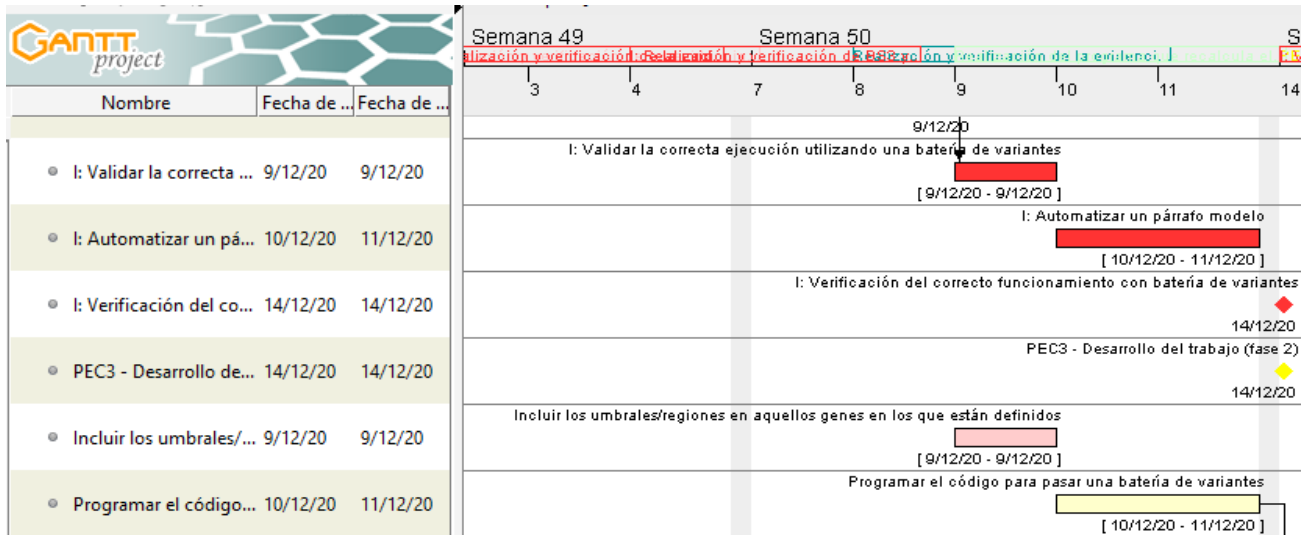 GANTT
project
Semana 49 Semana 50 S
3 4 7 8 9 10 11 14
Nombre Fecha de ... Fecha de ...
9/12/20
I: Validar la correcta ejecución utilizando una batería de variantes
I: Validar la correcta ... 9/12/20 9/12/20
[ 9/12/20 - 9/12/20 ]
I: Automatizar un párrafo modelo
I: Automatizar un pá... 10/12/20 11/12/20
[ 10/12/20 - 11/12/20 ]
I: Verificación del correcto funcionamiento con batería de variantes
I: Verificación del co... 14/12/20 14/12/20
14/12/20
PEC3 - Desarrollo del trabajo (fase 2)
PEC3 - Desarrollo de... 14/12/20 14/12/20
14/12/20
Incluir los umbrales/regiones en aquellos genes en los que están definidos
Incluir los umbrales/... 9/12/20 9/12/20
[ 9/12/20 - 9/12/20 ]
Programar el código para pasar una batería de variantes
Programar el código... 10/12/20 11/12/20
[ 10/12/20 - 11/12/20 ]